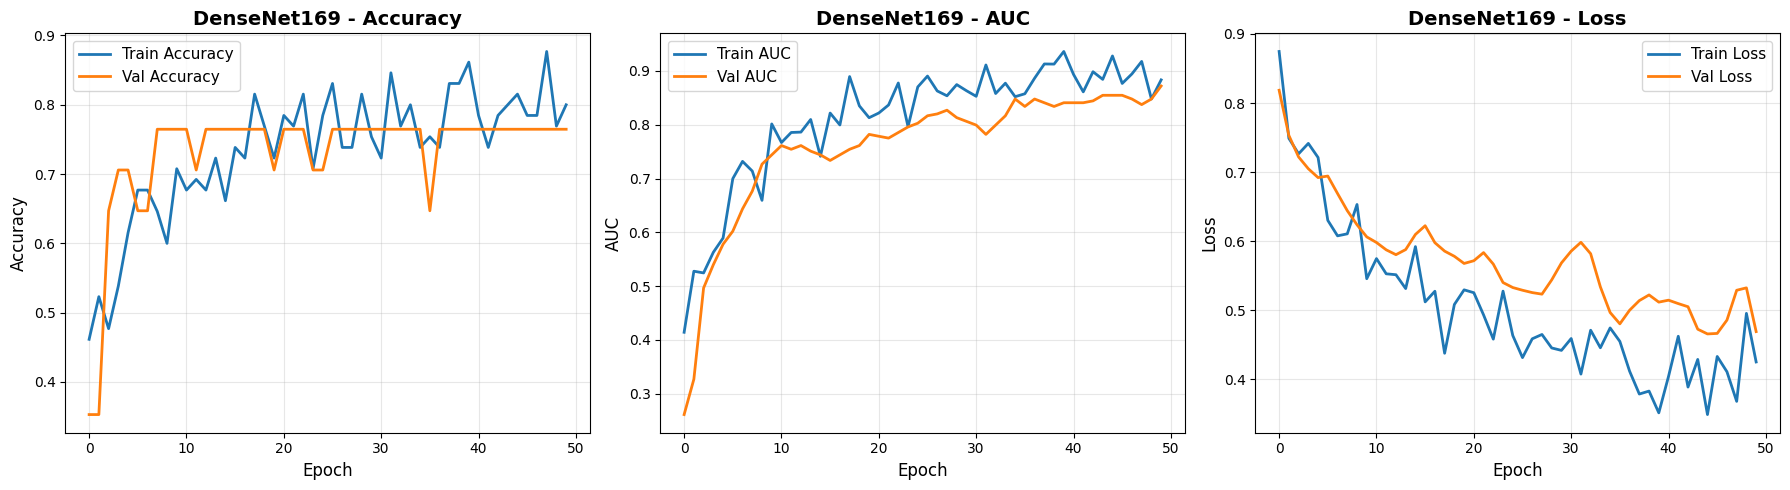 DenseNet169 - Accuracy
Train Accuracy
Val Accuracy
0.9
0.8
0.7
0.6
0.5
0.4
Accuracy
0 10 20 30 40 50
Epoch
DenseNet169 - AUC
Train AUC
Val AUC
0.9
0.8
0.7
0.6
0.5
0.4
0.3
AUC
0 10 20 30 40 50
Epoch
DenseNet169 - Loss
Train Loss
Val Loss
0.9
0.8
0.7
0.6
0.5
0.4
Loss
0 10 20 30 40 50
Epoch